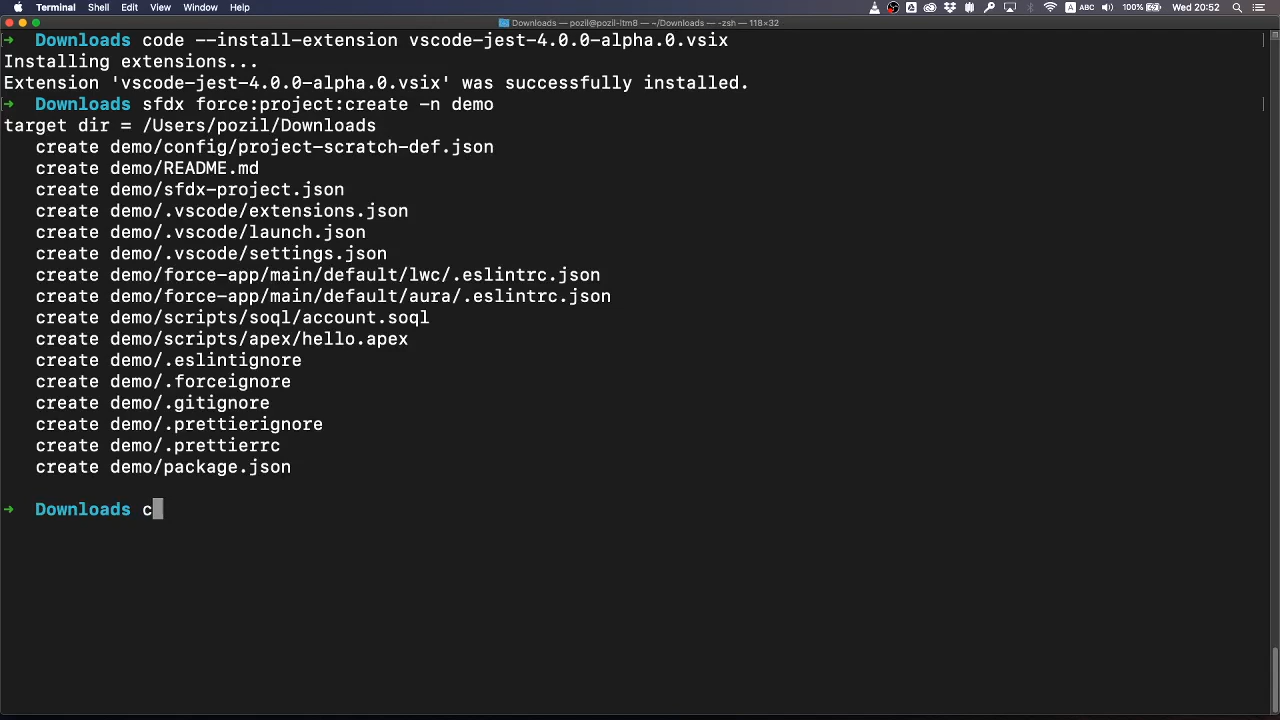 Terminal Shell Edit View Window Help 100% ABC Wed 20:52
Downloads — pozil@pozil-ltm8 — ~/Downloads — -zsh — 118×32
➜ Downloads code --install-extension vscode-jest-4.0.0-alpha.0.vsix
Installing extensions...
Extension 'vscode-jest-4.0.0-alpha.0.vsix' was successfully installed.
➜ Downloads sfdx force:project:create -n demo
target dir = /Users/pozil/Downloads
create demo/config/project-scratch-def.json
create demo/README.md
create demo/sfdx-project.json
create demo/.vscode/extensions.json
create demo/.vscode/launch.json
create demo/.vscode/settings.json
create demo/force-app/main/default/lwc/.eslintrc.json
create demo/force-app/main/default/aura/.eslintrc.json
create demo/scripts/soql/account.soql
create demo/scripts/apex/hello.apex
create demo/.eslintignore
create demo/.forceignore
create demo/.gitignore
create demo/.prettierignore
create demo/.prettierrc
create demo/package.json
➜ Downloads c